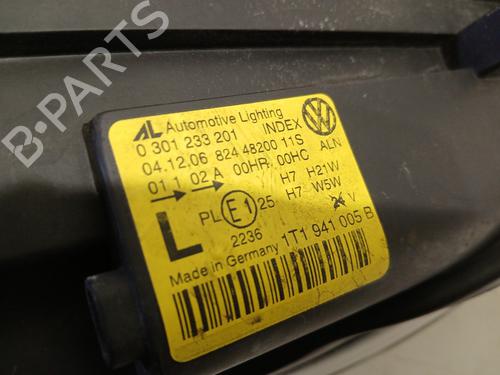 B-PARTS
AL Automotive Lighting
0 301 233 201 INDEX
04.12.06 824 48200 11S ALN
01 1 02 A 00HR 00HC
H7 H21W
H7 W5W
L PL E1 25 V
2236
Made in Germany 1T1 941 005 B